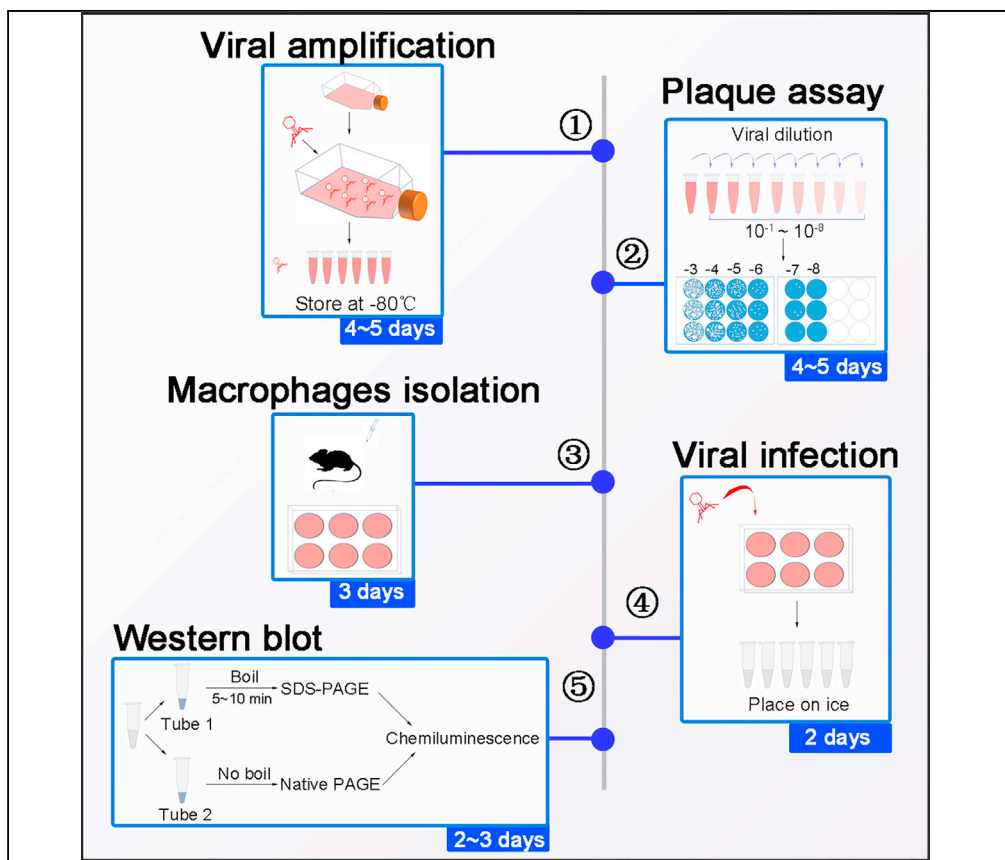 Viral amplification
①
Store at -80℃
4~5 days
Plaque assay
Viral dilution
10-1 ~ 10-8
②
-3 -4 -5 -6 -7 -8
4~5 days
Macrophages isolation
③
3 days
Viral infection
④
Place on ice
2 days
Western blot
⑤
Boil
5~10 min
SDS-PAGE
Tube 1
Chemiluminescence
No boil
Native PAGE
Tube 2
2~3 days